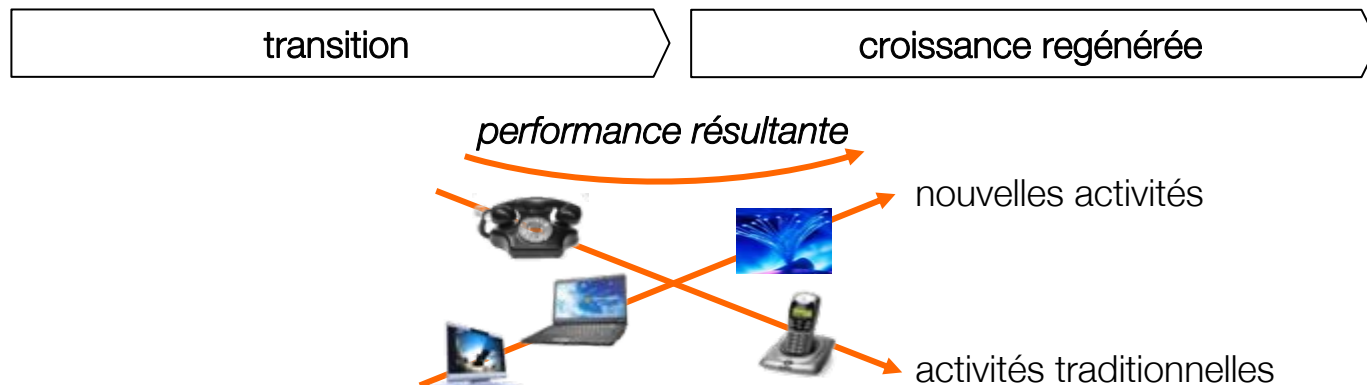 transition
croissance regénérée
performance résultante
nouvelles activités
activités traditionnelles